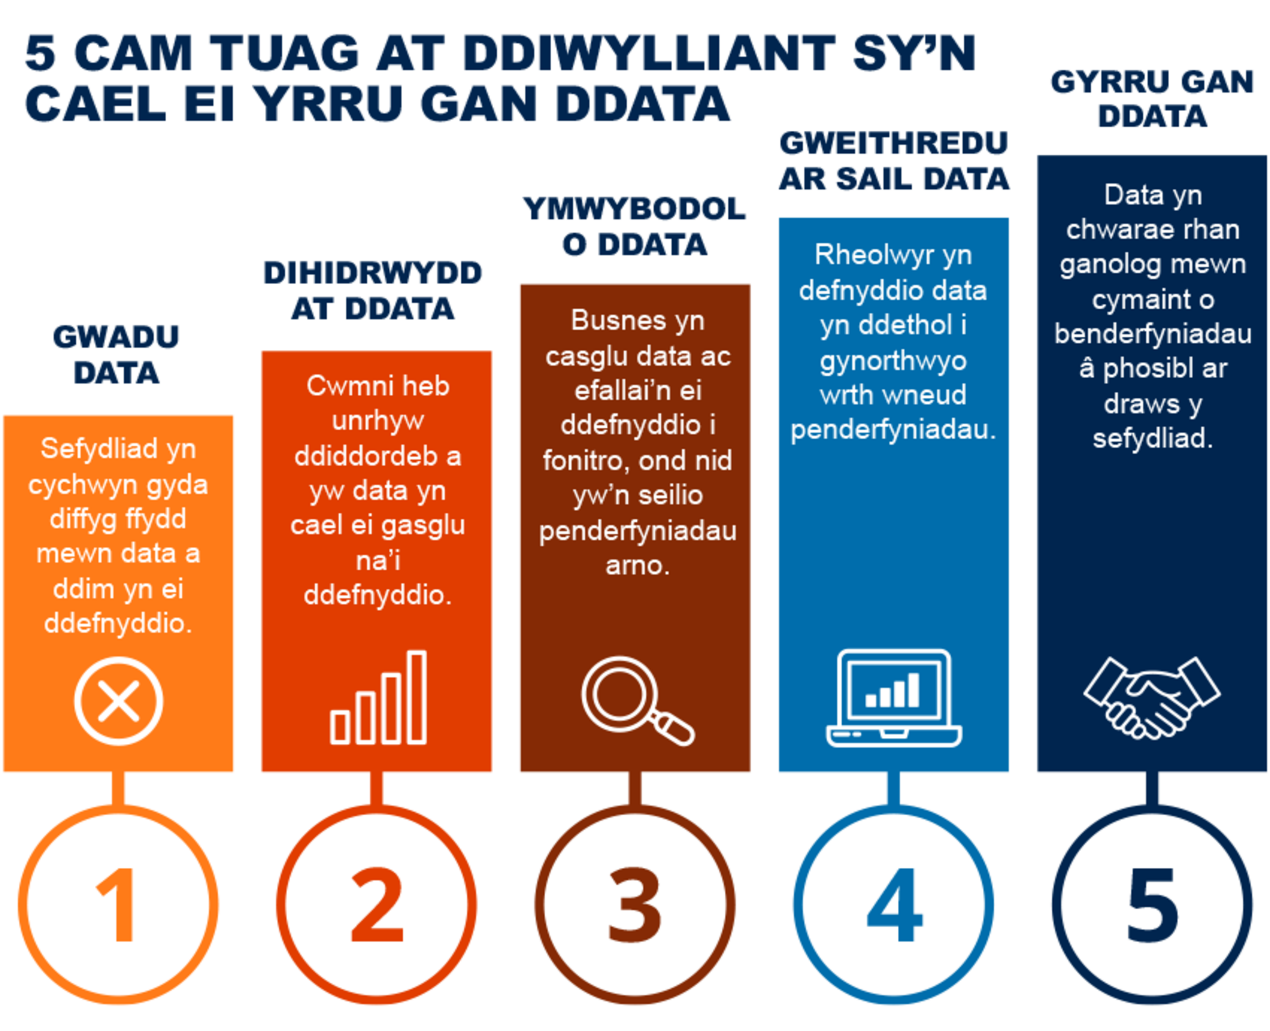 5 CAM TUAG AT DDIWYLLIANT SY'N
CAEL EI YRRU GAN DDATA
GWADU
DATA
Sefydliad yn
cychwyn gyda
diffyg ffydd
mewn data a
ddim yn ei
ddefnyddio.
1
DIHIDRWYDD
AT DDATA
Cwmni heb
unrhyw
ddiddordeb a
yw data yn
cael ei gasglu
na'i
ddefnyddio.
2
YMWYBODOL
O DDATA
Busnes yn
casglu data ac
efallai'n ei
ddefnyddio i
fonitro, ond nid
yw'n seilio
penderfyniadau
arno.
3
GWEITHREDU
AR SAIL DATA
Rheolwyr yn
defnyddio data
yn ddethol i
gynorthwyo
wrth wneud
penderfyniadau.
4
GYRRU GAN
DDATA
Data yn
chwarae rhan
ganolog mewn
cymaint o
benderfyniadau
â phosibl ar
draws y
sefydliad.
5